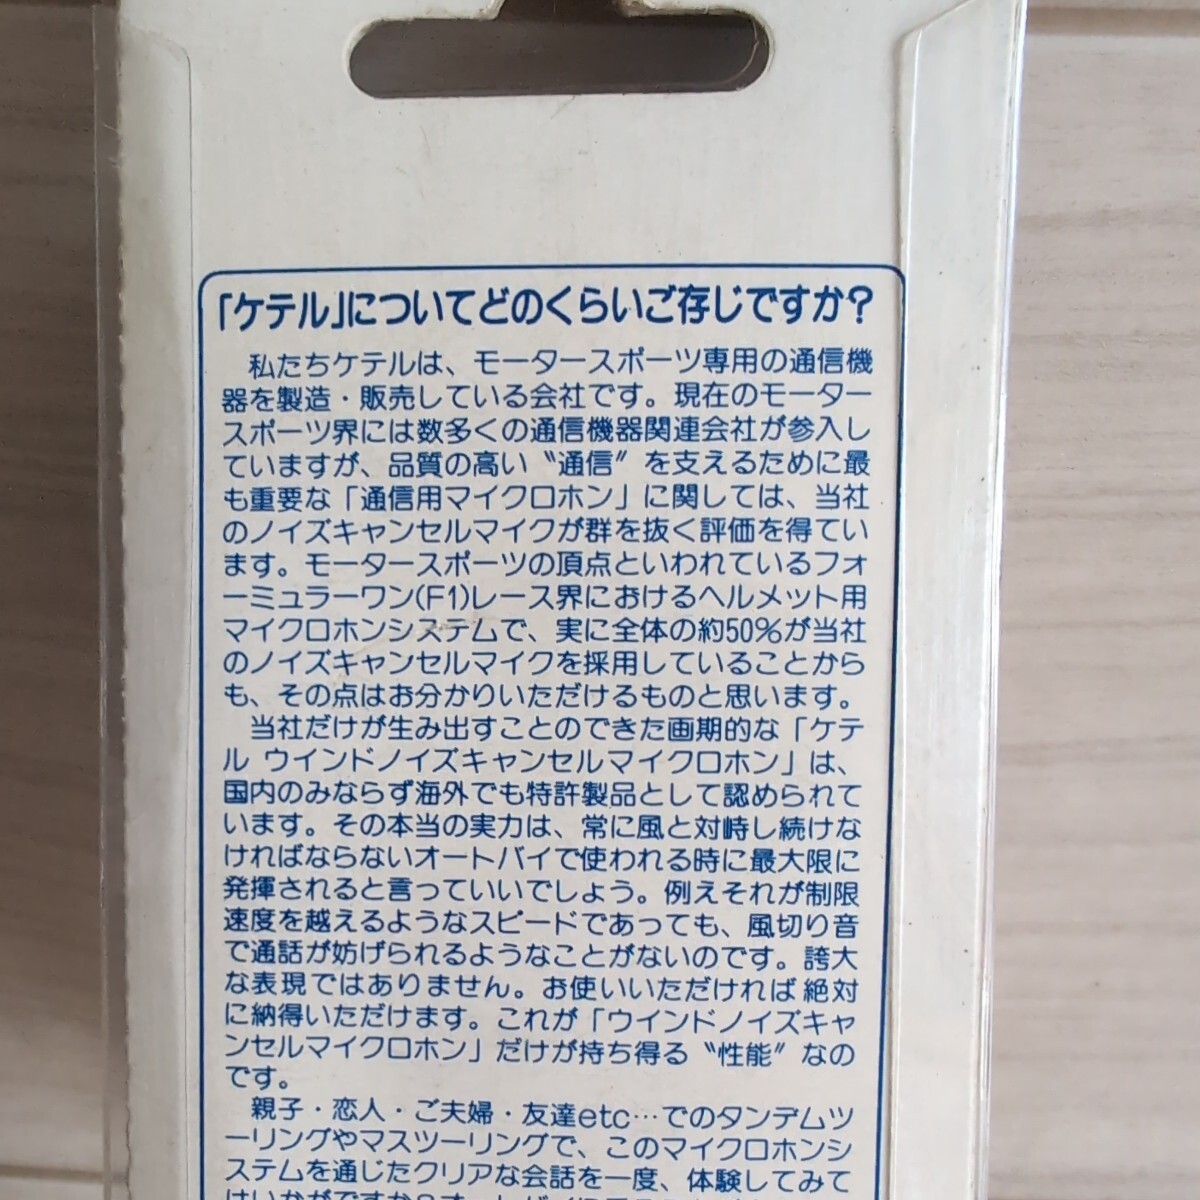 「ケテル」についてどのくらいご存じですか?
私たちケテルは、モータースポーツ専用の通信機
器を製造・販売している会社です。現在のモーター
スポーツ界には数多くの通信機器関連会社が参入し
ていますが、品質の高い〝通信〟を支えるために最
も重要な「通信用マイクロホン」に関しては、当社
のノイズキャンセルマイクが群を抜く評価を得てい
ます。モータースポーツの頂点といわれているフォ
ーミュラーワン(F1)レース界におけるヘルメット用
マイクロホンシステムで、実に全体の約50%が当社
のノイズキャンセルマイクを採用していることから
も、その点はお分かりいただけるものと思います。
当社だけが生み出すことのできた画期的な「ケテ
ル ウインドノイズキャンセルマイクロホン」は、
国内のみならず海外でも特許製品として認められて
います。その本当の実力は、常に風と対峙し続けな
ければならないオートバイで使われる時に最大限に
発揮されると言っていいでしょう。例えそれが制限
速度を越えるようなスピードであっても、風切り音
で通話が妨げられるようなことがないのです。誇大
な表現ではありません。お使いいただければ絶対
に納得いただけます。これが「ウインドノイズキャ
ンセルマイクロホン」だけが持ち得る〝性能〟なの
です。
親子・恋人・ご夫婦・友達etc…でのタンデムツ
ーリングやマスツーリングで、このマイクロホンシ
ステムを通じたクリアな会話を一度、体験してみて
はいかがですか?